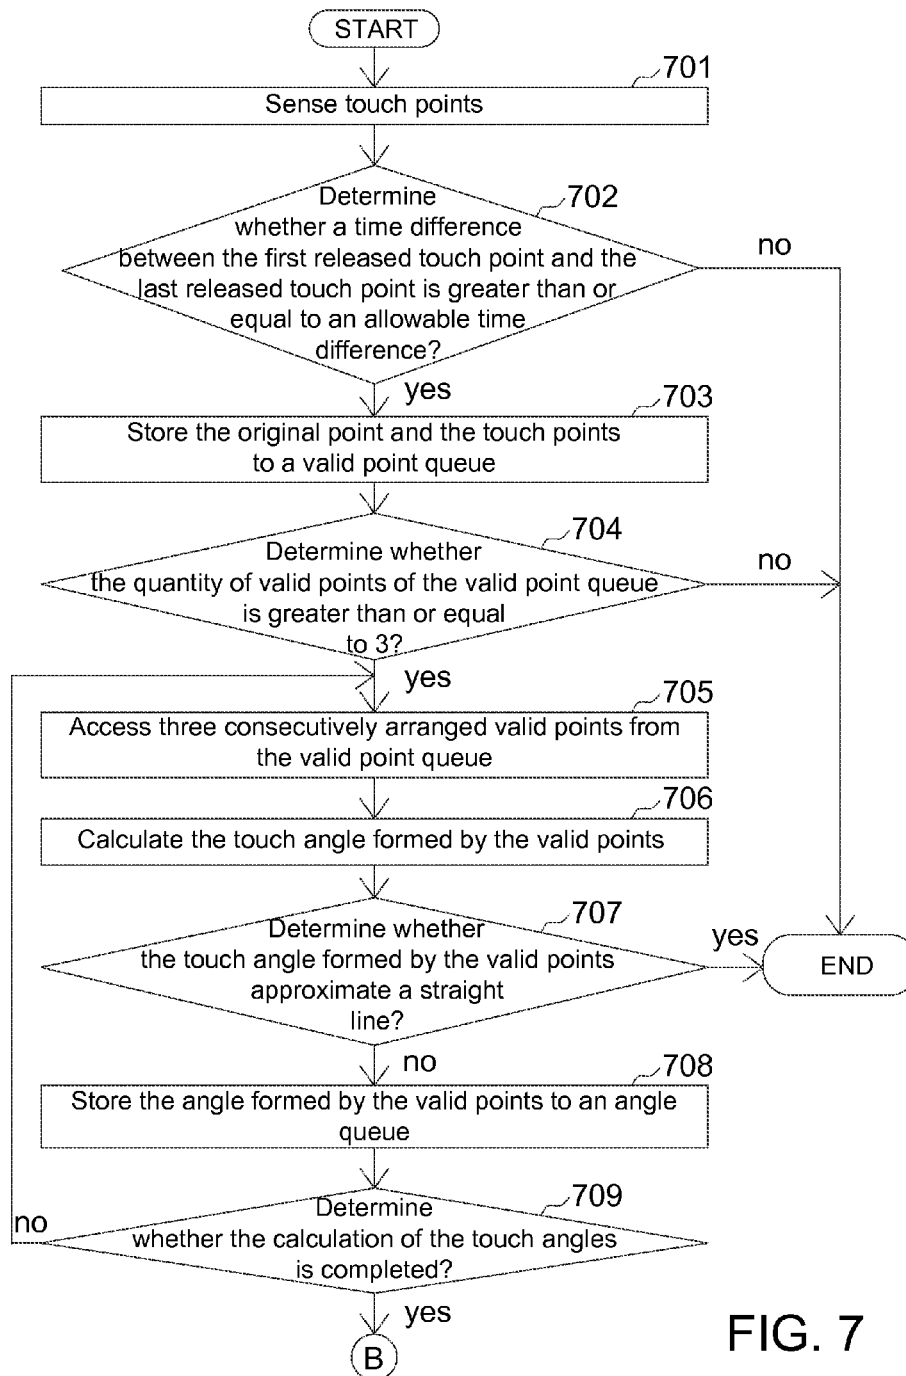 START
701
Sense touch points
702
Determine
whether a time difference
between the first released touch point and the
last released touch point is greater than or
equal to an allowable time
difference?
no
yes
703
Store the original point and the touch points
to a valid point queue
704
Determine whether
the quantity of valid points of the valid point queue
is greater than or equal
to 3?
no
yes
705
Access three consecutively arranged valid points from
the valid point queue
706
Calculate the touch angle formed by the valid points
707
Determine whether
the touch angle formed by the valid points
approximate a straight
line?
yes
END
no
708
Store the angle formed by the valid points to an angle
queue
709
Determine
whether the calculation of the touch angles
is completed?
no
yes
B
FIG. 7